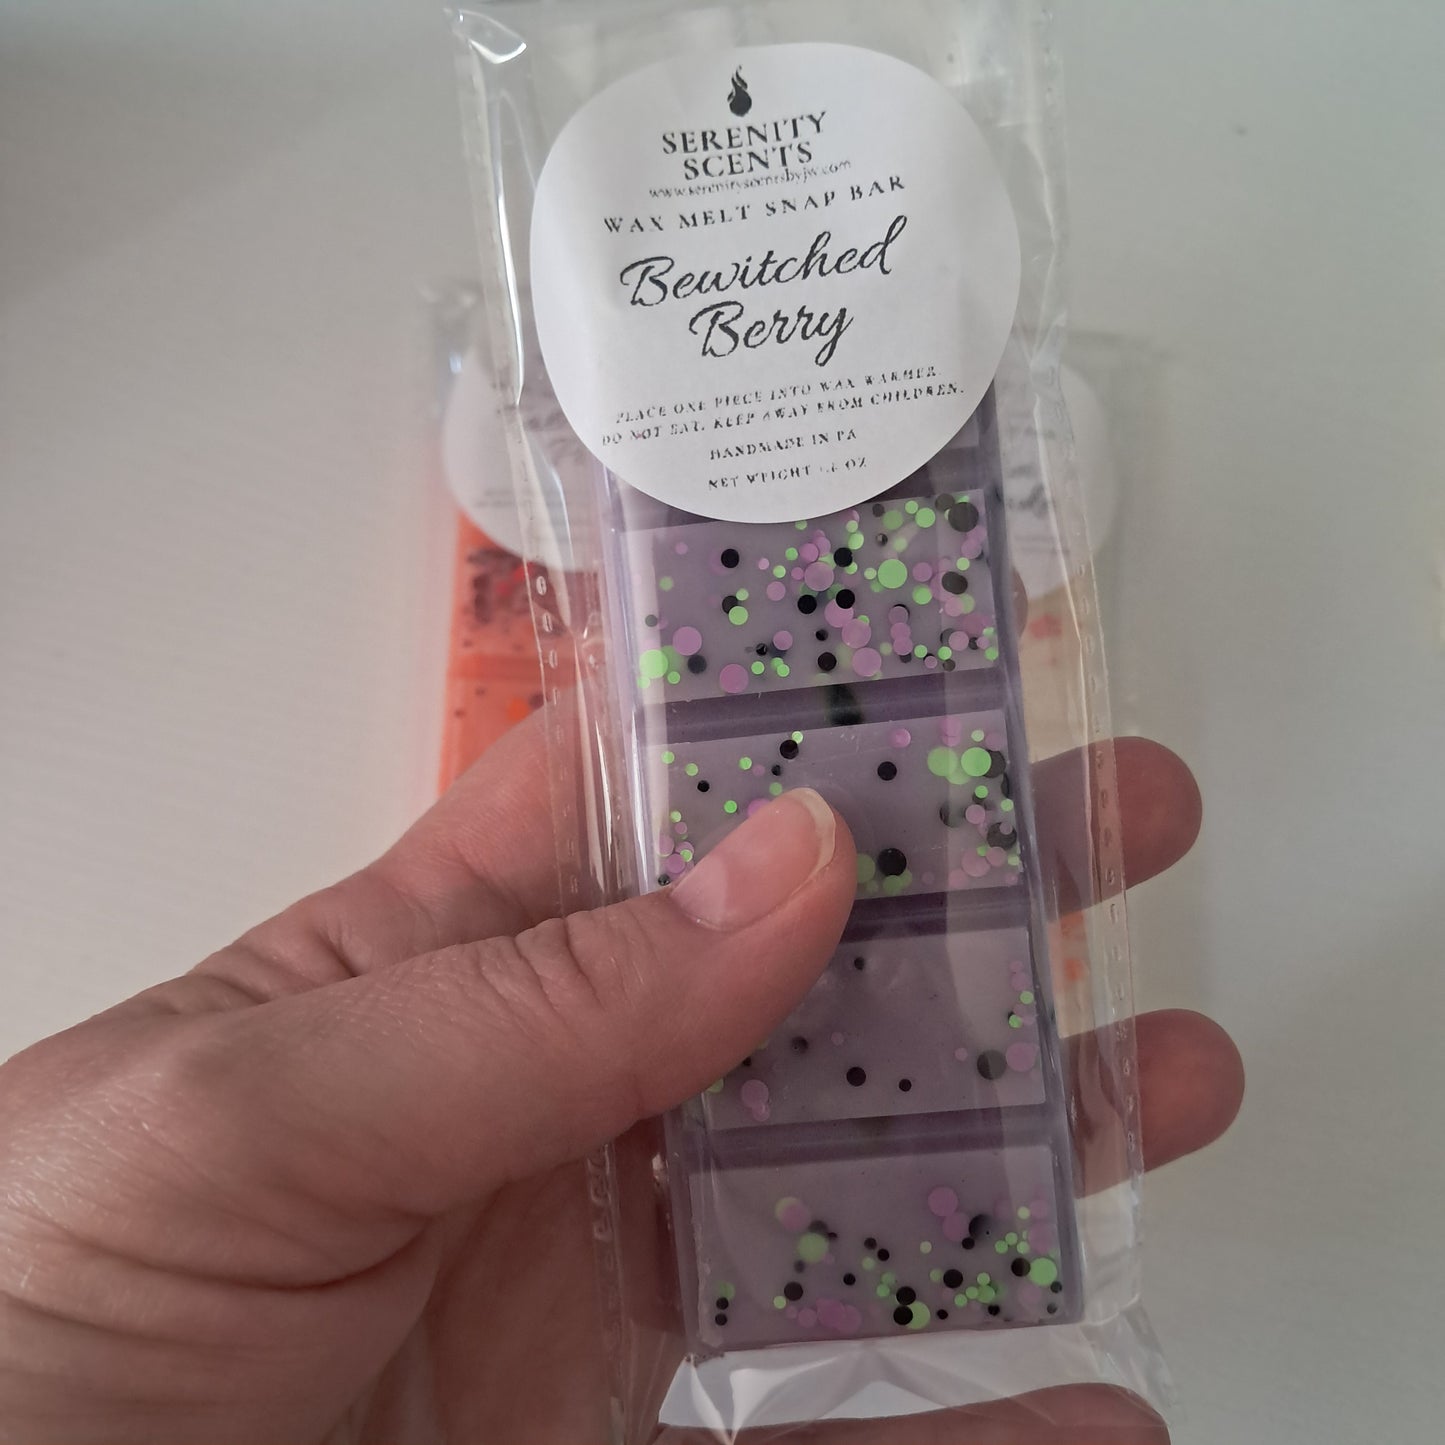 SERENITY
SCENTS
www.serenityscentsbyjw.com
WAX MELT SNAP BAR
Bewitched
Berry
PLACE ONE PIECE INTO WAX WARMER.
DO NOT EAT. KEEP AWAY FROM CHILDREN.
HANDMADE IN PA
NET WEIGHT OZ